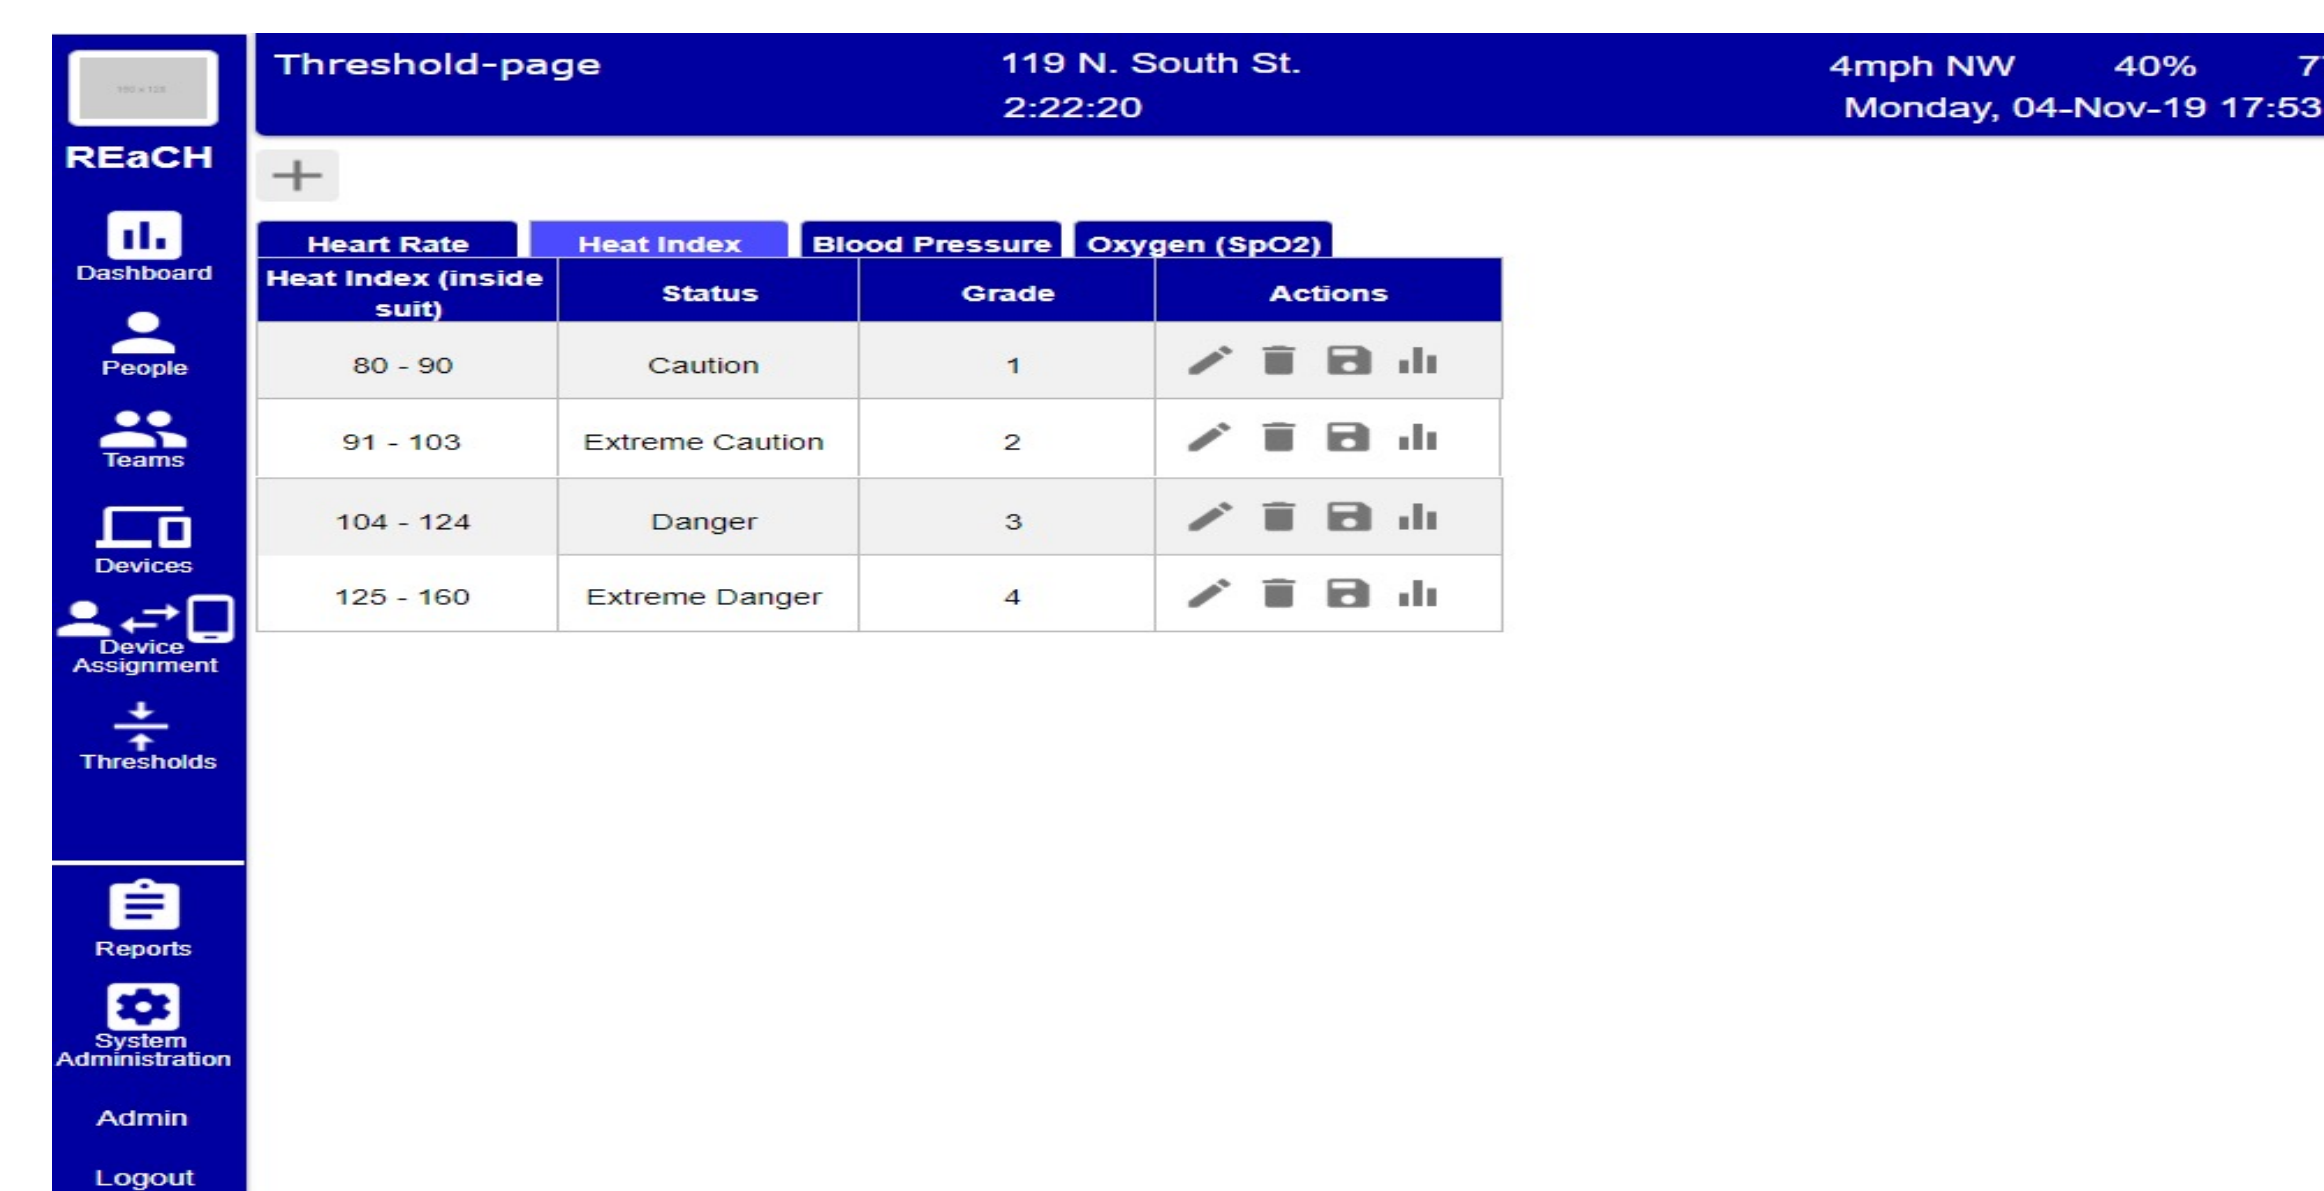 Threshold-page
119 N. South St.
2:22:20
4mph NW 40%
Monday, 04-Nov-19 17:53
REaCH
Dashboard
People
Teams
Devices
Device
Assignment
Thresholds
Reports
System
Administration
Admin
Logout
Heart Rate Heat Index Blood Pressure Oxygen (SpO2)
Heat Index (inside
suit) Status Grade Actions
80 - 90 Caution 1
91 - 103 Extreme Caution 2
104 - 124 Danger 3
125 - 160 Extreme Danger 4